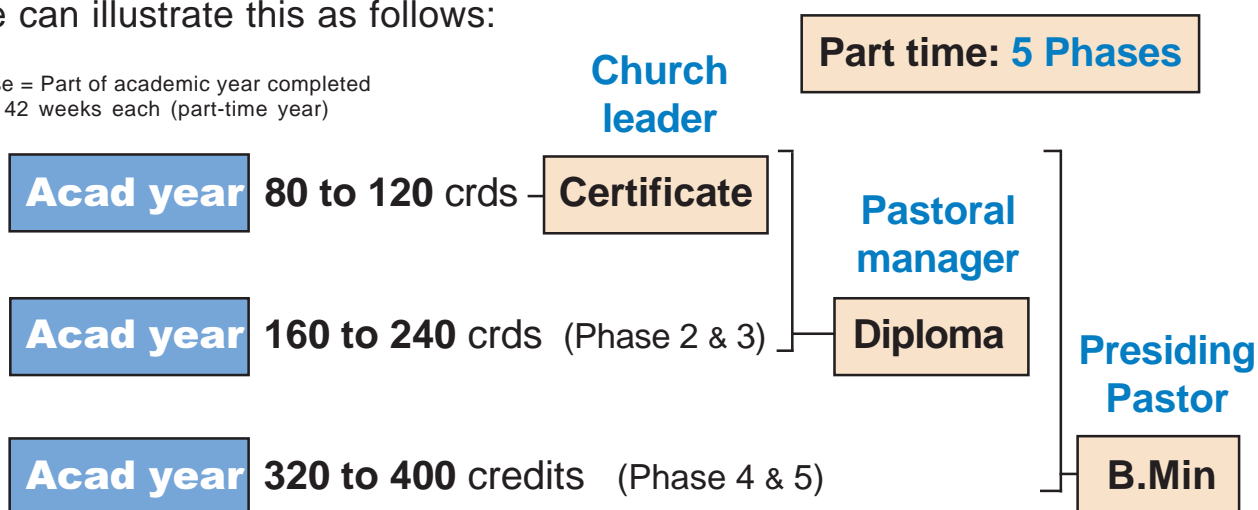 can illustrate this as follows:
Part time: 5 Phases
= Part of academic year completed
42 weeks each (part-time year)
Church
leader
Acad year 80 to 120 crds Certificate
Pastoral
manager
Acad year 160 to 240 crds (Phase 2 & 3) Diploma
Presiding
Pastor
Acad year 320 to 400 credits (Phase 4 & 5) B.Min